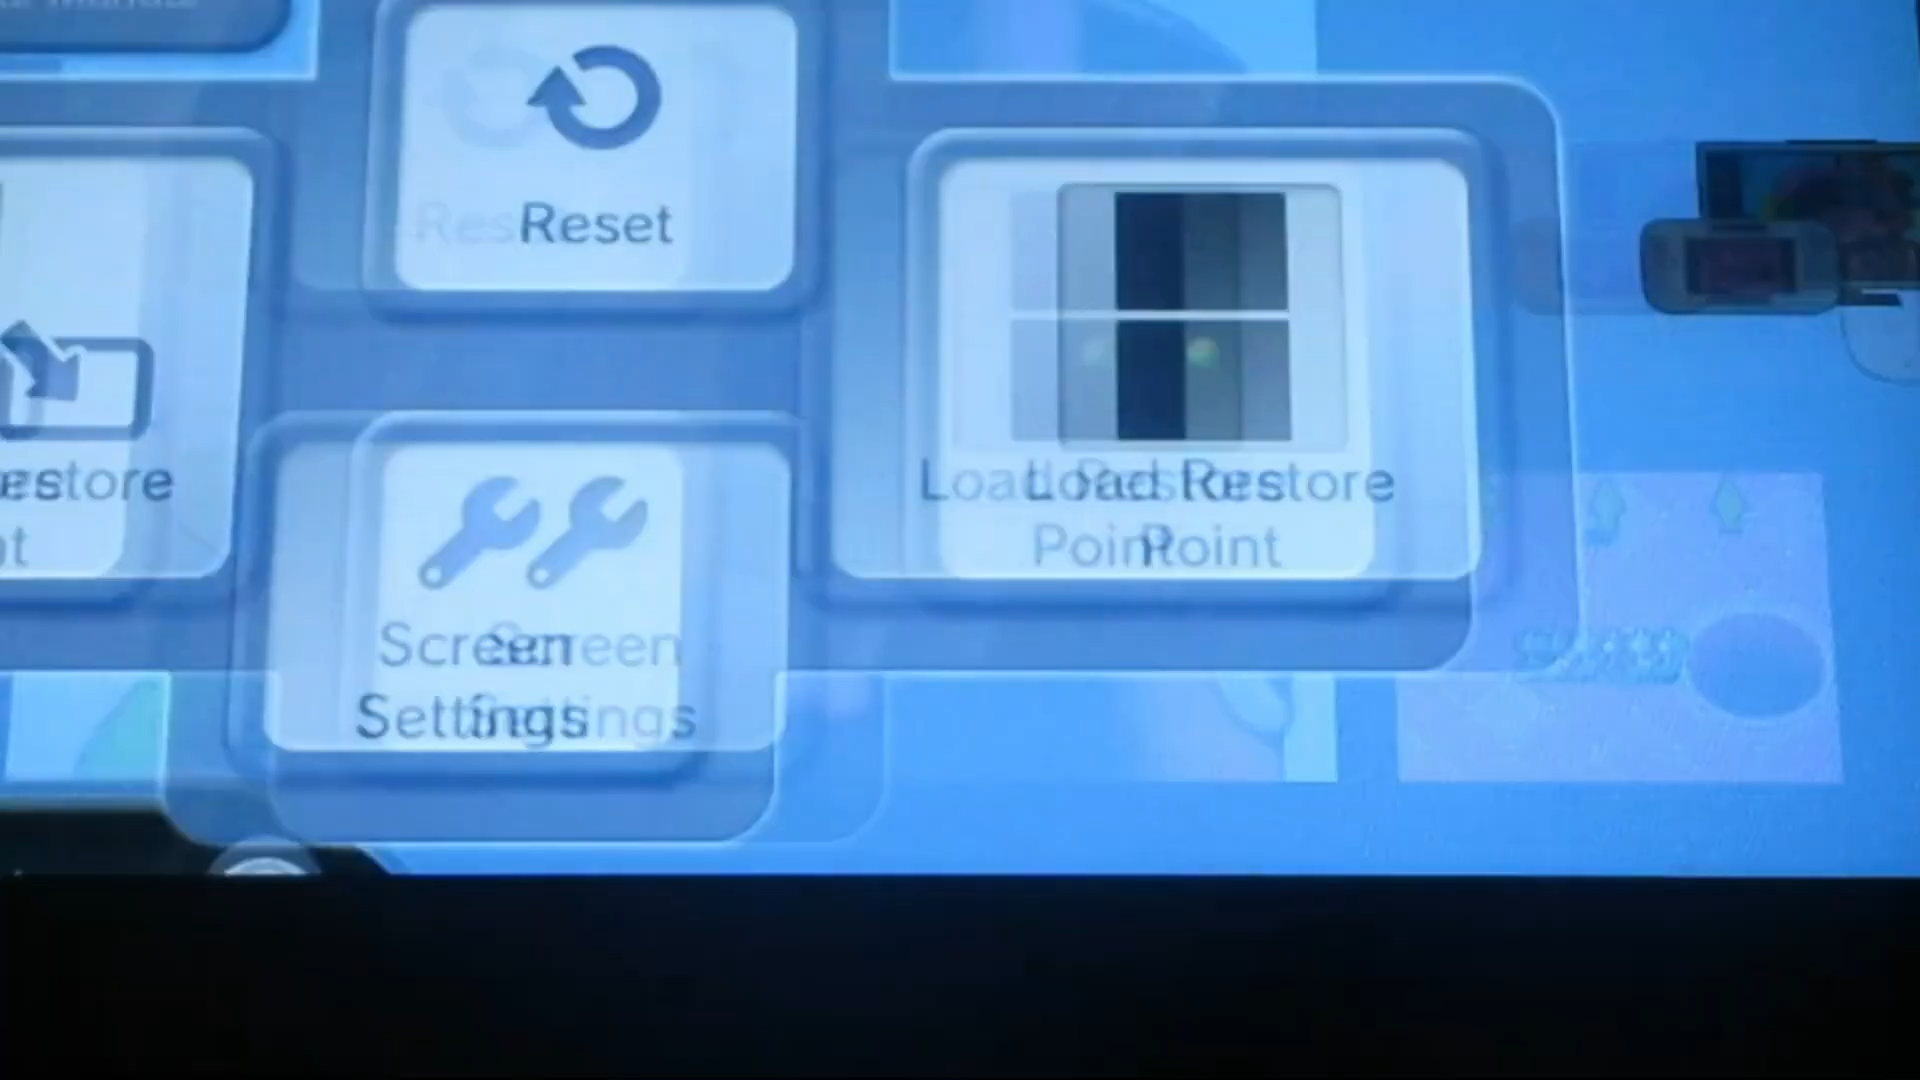 Reset
estore
Load Restore
Point
Screen
Settings